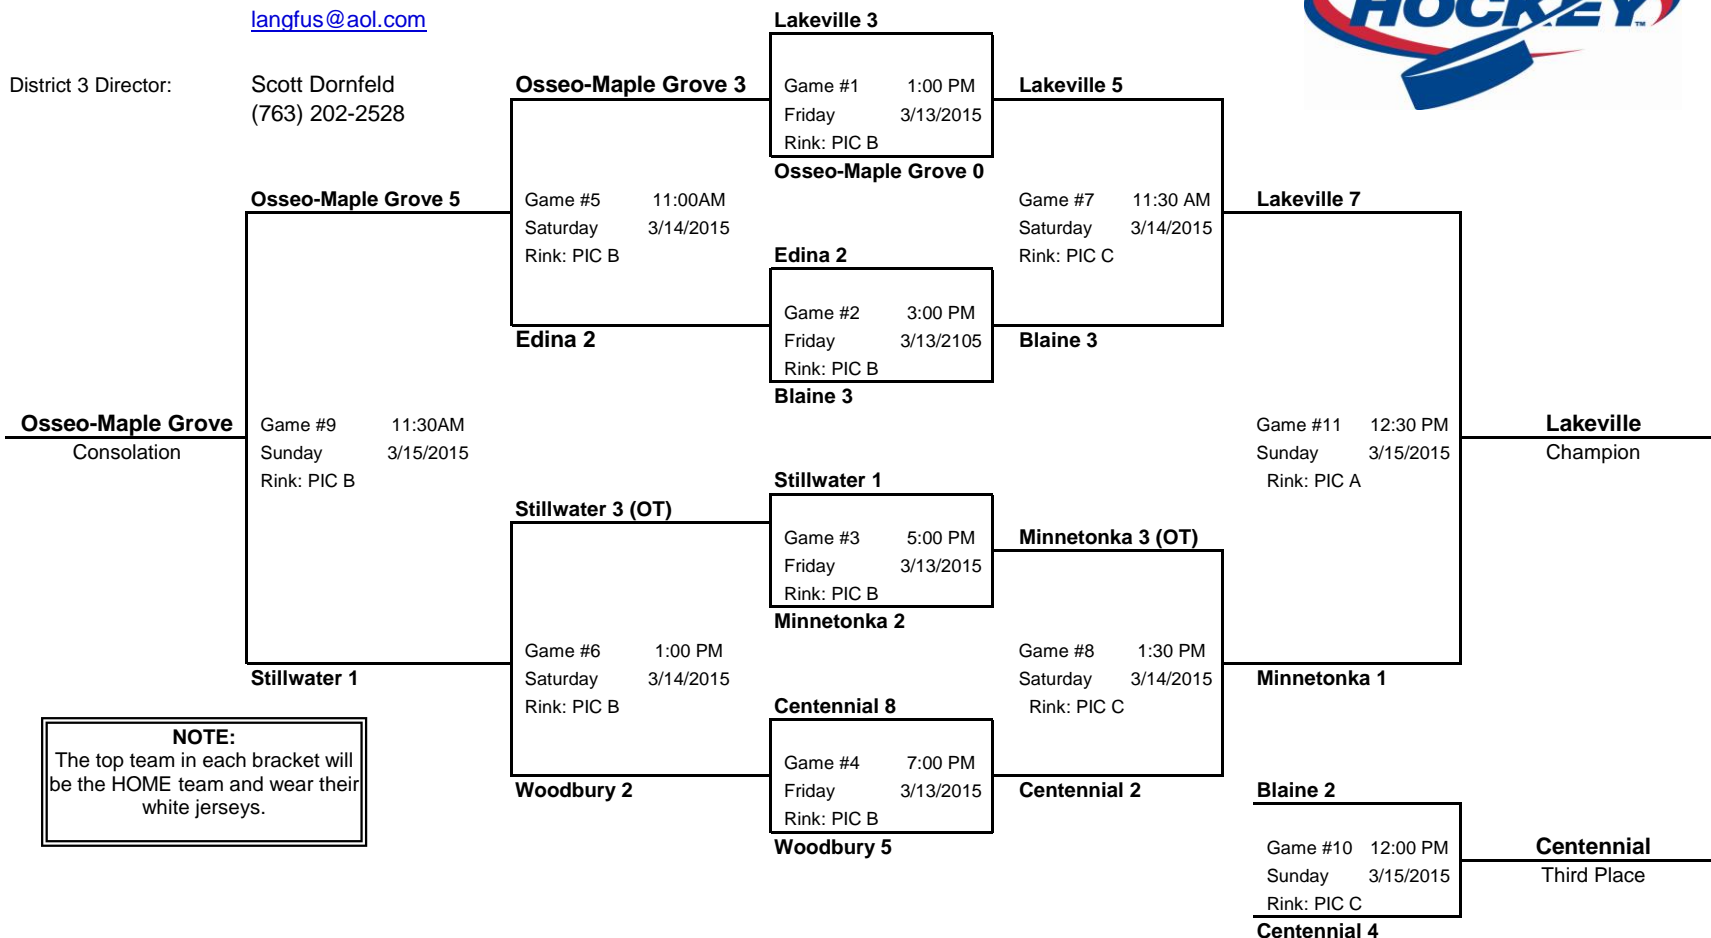 langfus@aol.com
HOCKEY™
District 3 Director: Scott Dornfeld
(763) 202-2528
Lakeville 3
Osseo-Maple Grove 3
Game #1 1:00 PM
Friday 3/13/2015
Rink: PIC B
Lakeville 5
Osseo-Maple Grove 0
Osseo-Maple Grove 5
Game #5 11:00AM
Saturday 3/14/2015
Rink: PIC B
Game #7 11:30 AM
Saturday 3/14/2015
Rink: PIC C
Lakeville 7
Edina 2
Game #2 3:00 PM
Friday 3/13/2105
Rink: PIC B
Edina 2
Blaine 3
Blaine 3
Osseo-Maple Grove
Consolation
Game #9 11:30AM
Sunday 3/15/2015
Rink: PIC B
Game #11 12:30 PM
Sunday 3/15/2015
Rink: PIC A
Lakeville
Champion
Stillwater 1
Stillwater 3 (OT)
Game #3 5:00 PM
Friday 3/13/2015
Rink: PIC B
Minnetonka 3 (OT)
Minnetonka 2
Game #6 1:00 PM
Saturday 3/14/2015
Rink: PIC B
Game #8 1:30 PM
Saturday 3/14/2015
Rink: PIC C
Stillwater 1
Minnetonka 1
Centennial 8
Game #4 7:00 PM
Friday 3/13/2015
Rink: PIC B
Woodbury 2
Centennial 2
Woodbury 5
NOTE:
The top team in each bracket will
be the HOME team and wear their
white jerseys.
Blaine 2
Game #10 12:00 PM
Sunday 3/15/2015
Rink: PIC C
Centennial
Third Place
Centennial 4